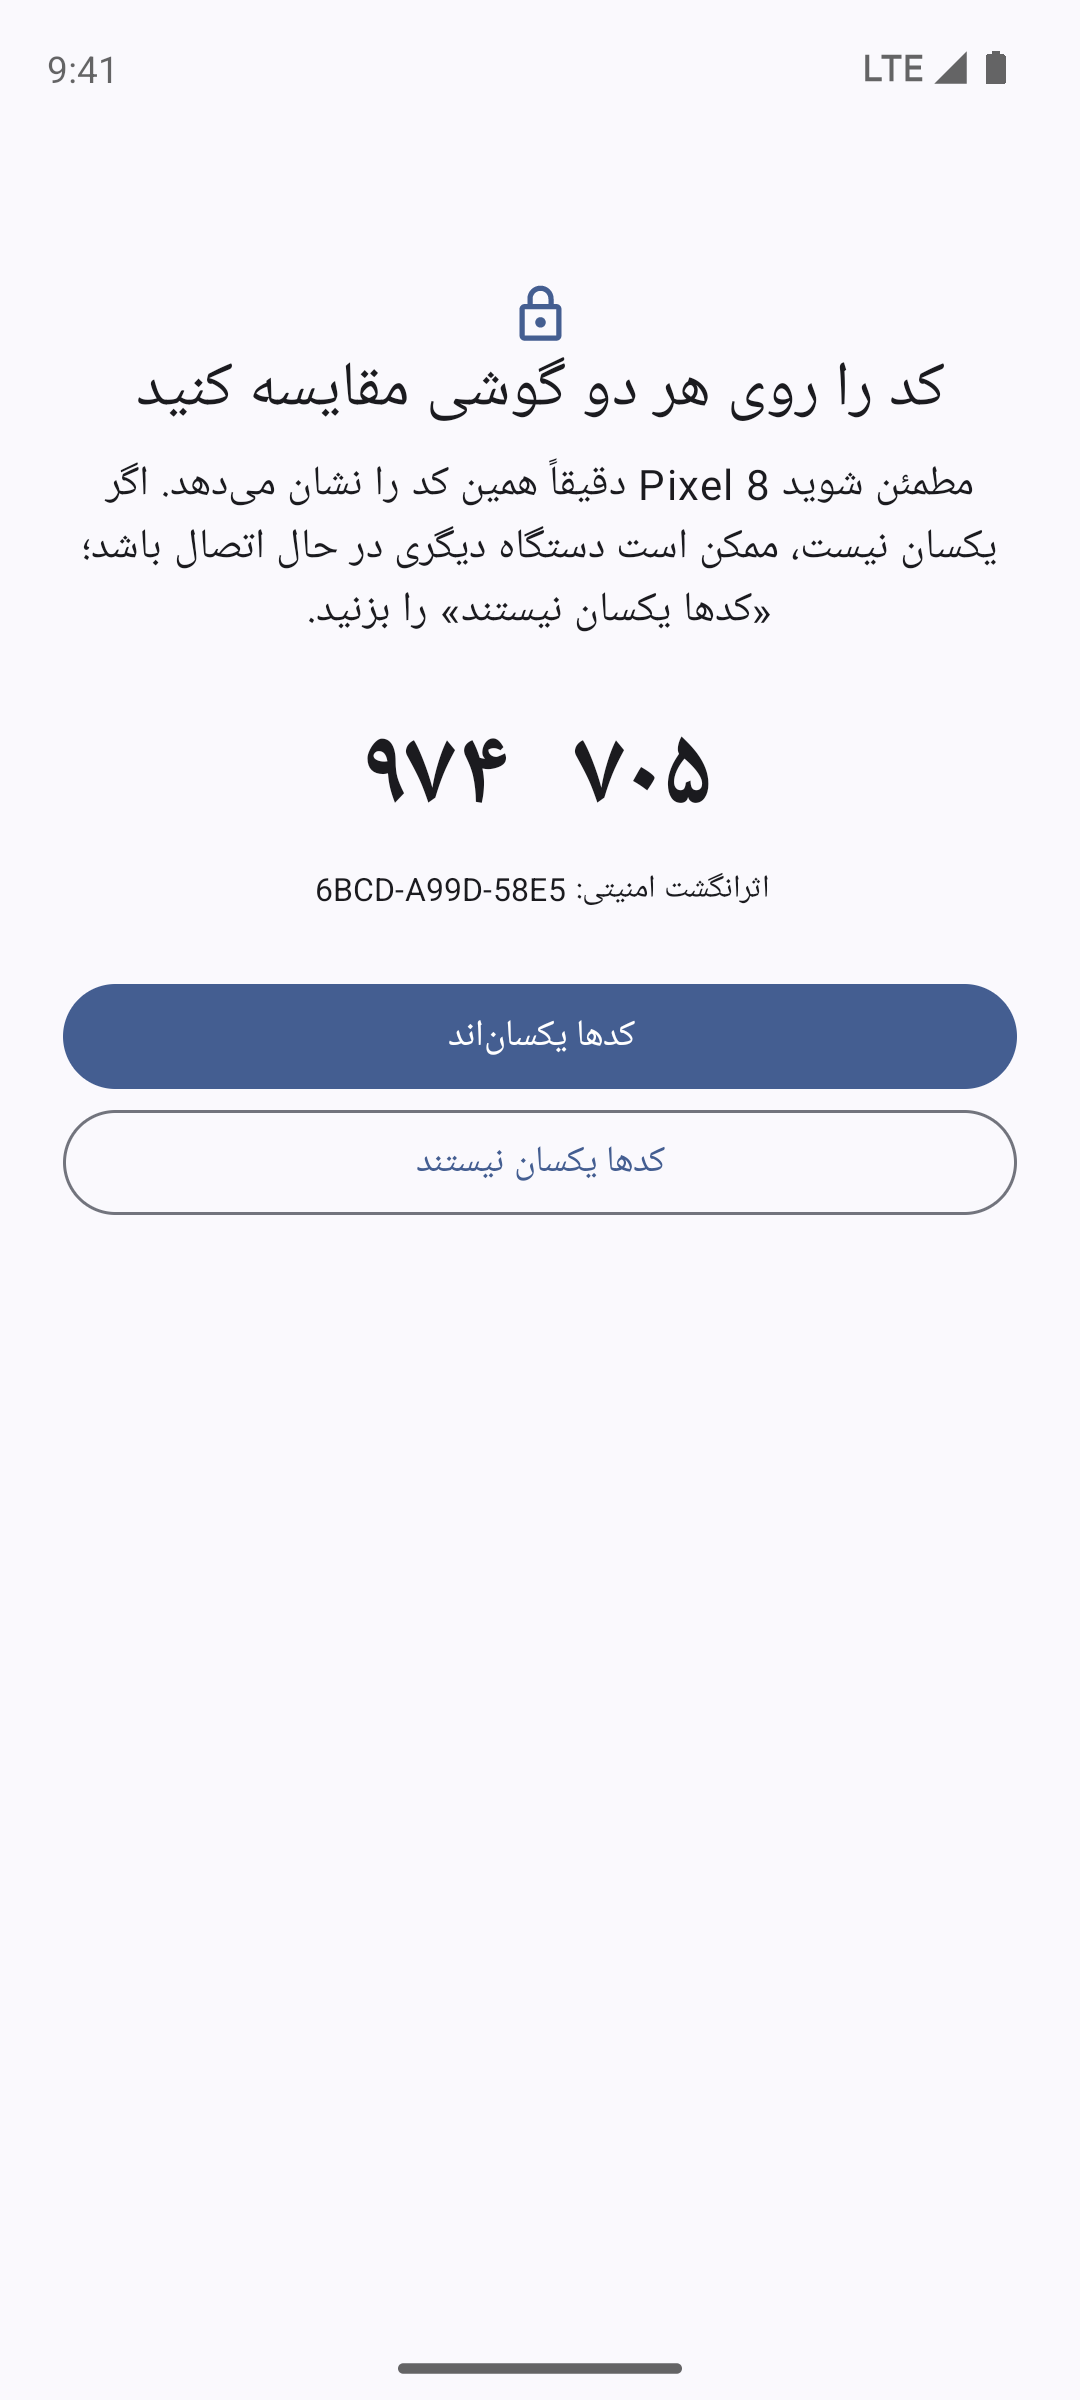 9:41
LTE
کد را روی هر دو گوشی مقایسه کنید
مطمئن شوید Pixel 8 دقیقاً همین کد را نشان می‌دهد. اگر
یکسان نیست، ممکن است دستگاه دیگری در حال اتصال باشد؛
«کدها یکسان نیستند» را بزنید.
۹۷۴ ۷۰۵
اثرانگشت امنیتی: 6BCD-A99D-58E5
کدها یکسان‌اند
کدها یکسان نیستند